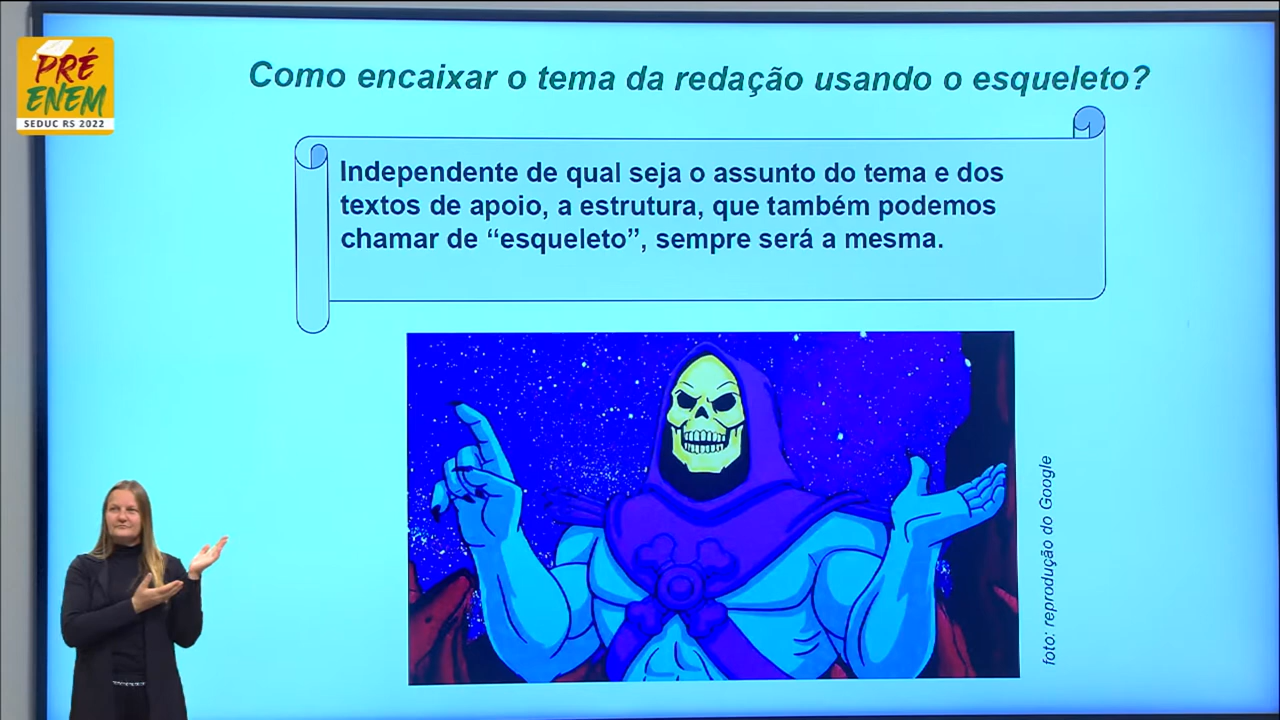 PRÉ
ENEM
SEDUC RS 2022
Como encaixar o tema da redação usando o esqueleto?
Independente de qual seja o assunto do tema e dos
textos de apoio, a estrutura, que também podemos
chamar de “esqueleto”, sempre será a mesma.
foto: reprodução do Google